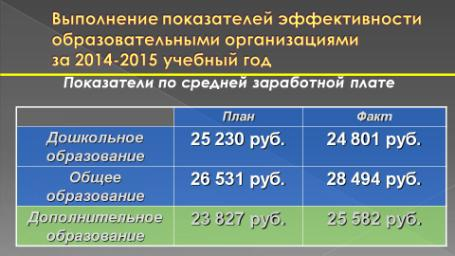 Выполнение показателей эффективности
образовательными организациями
за 2014-2015 учебный год
Показатели по средней заработной плате
План Факт
Дошкольное образование 25 230 руб. 24 801 руб.
Общее образование 26 531 руб. 28 494 руб.
Дополнительное образование 23 827 руб. 25 582 руб.